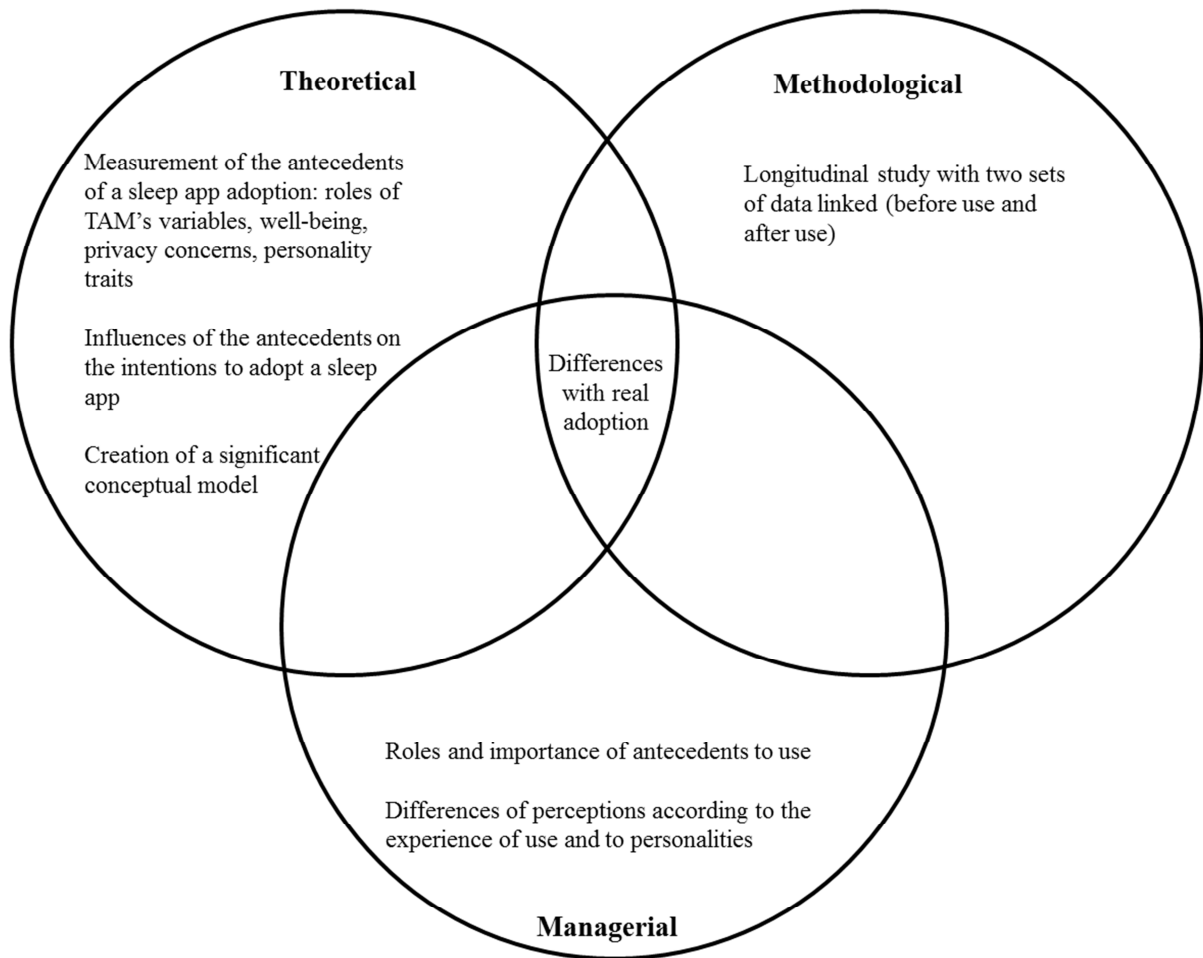 Theoretical
Measurement of the antecedents
of a sleep app adoption: roles of
TAM's variables, well-being,
privacy concerns, personality
traits
Influences of the antecedents on
the intentions to adopt a sleep
app
Creation of a significant
conceptual model
Methodological
Longitudinal study with two sets
of data linked (before use and
after use)
Differences
with real
adoption
Roles and importance of antecedents to use
Differences of perceptions according to the
experience of use and to personalities
Managerial